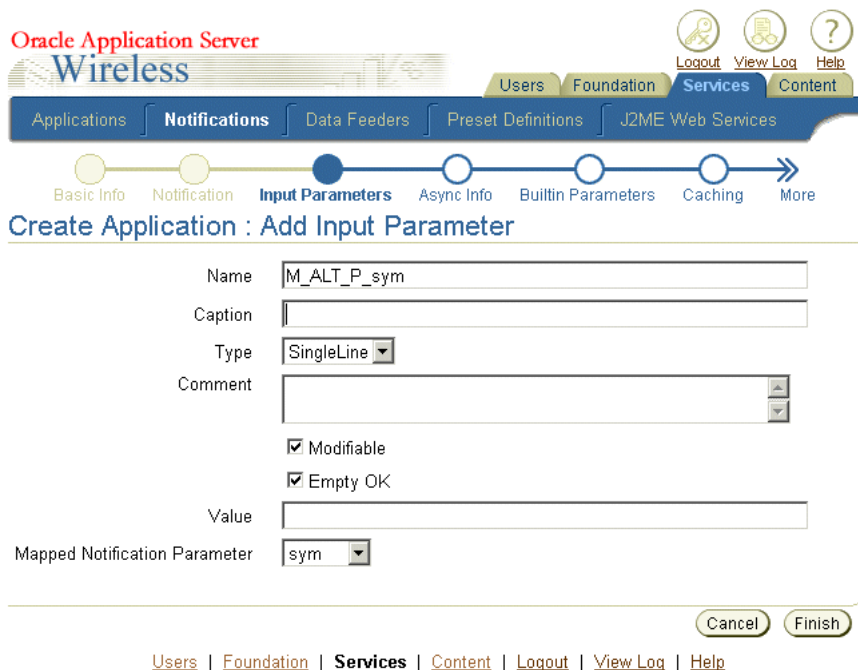 Oracle Application Server
Wireless
Logout View Log Help
Users Foundation Services Content
Applications Notifications Data Feeders Preset Definitions J2ME Web Services
Basic Info Notification Input Parameters Async Info Builtin Parameters Caching More
Create Application : Add Input Parameter
Name M_ALT_P_sym
Caption
Type SingleLine
Comment
Modifiable
Empty OK
Value
Mapped Notification Parameter sym
Cancel Finish
Users | Foundation | Services | Content | Logout | View Log | Help